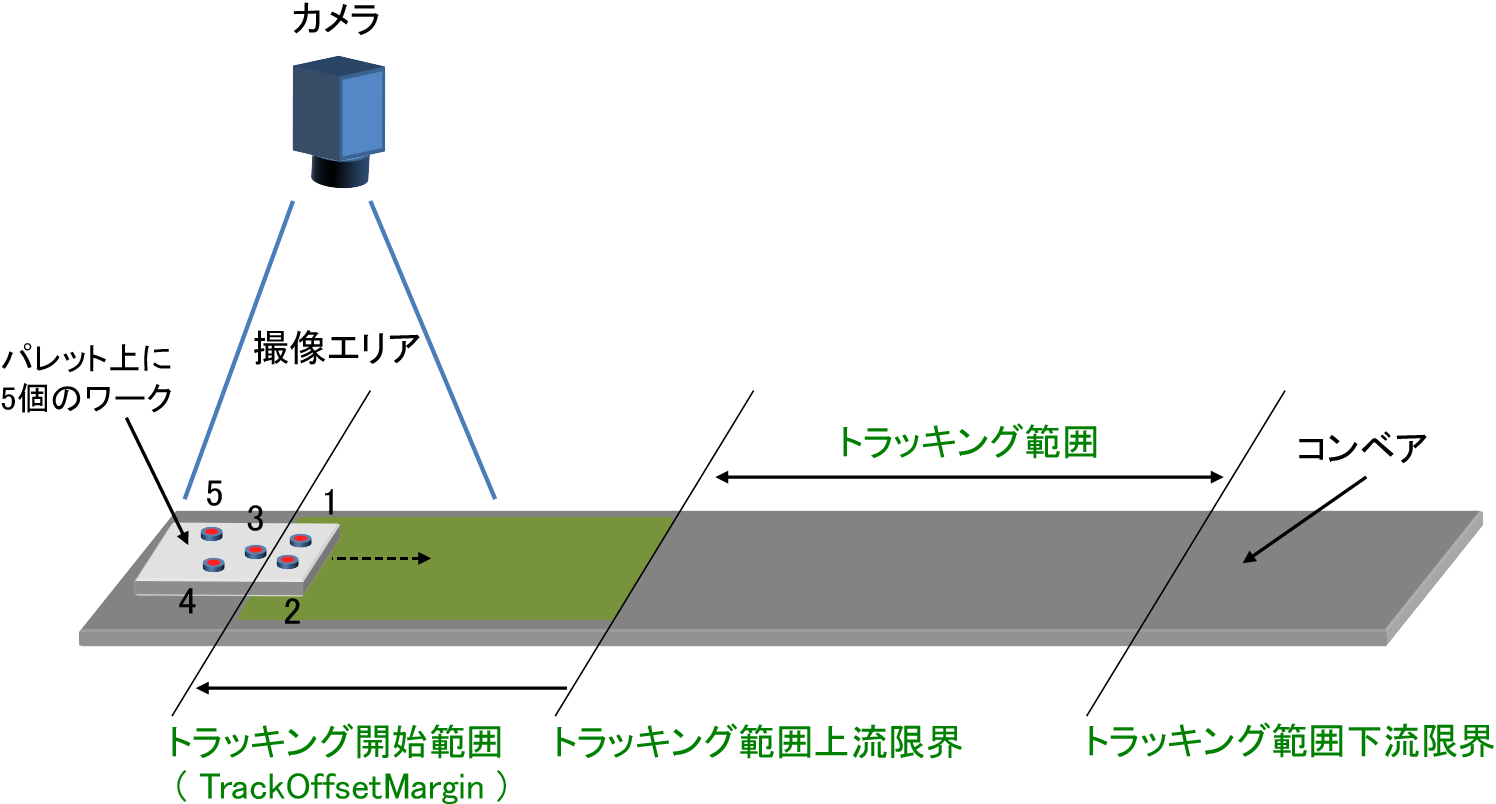 カメラ
撮像エリア
パレット上に
5個のワーク
トラッキング範囲
コンベア
5
3
1
4
2
トラッキング開始範囲
( TrackOffsetMargin )
トラッキング範囲上流限界
トラッキング範囲下流限界